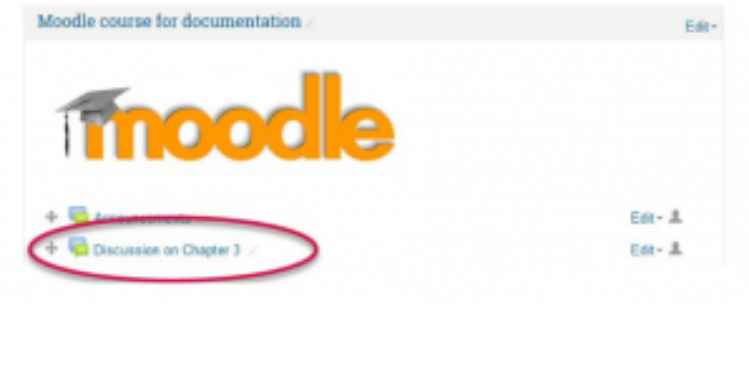 Moodle course for documentation
Edit
moodle
Announcements
Edit
Discussion on Chapter 3
Edit